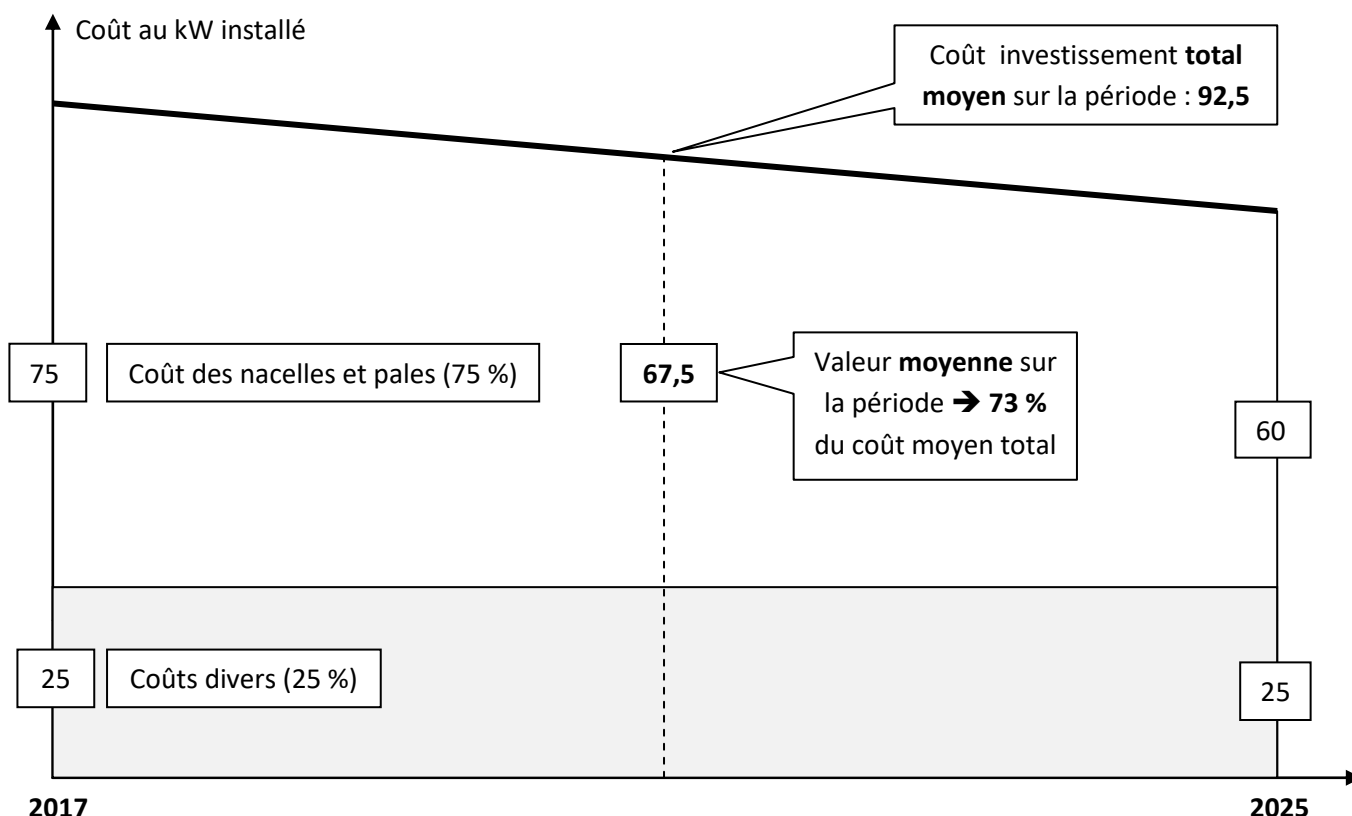 Coût au kW installé
Coût investissement total
moyen sur la période : 92,5
75
Coût des nacelles et pales (75 %)
67,5
Valeur moyenne sur
la période ➔ 73 %
du coût moyen total
60
25
Coûts divers (25 %)
25
2017
2025